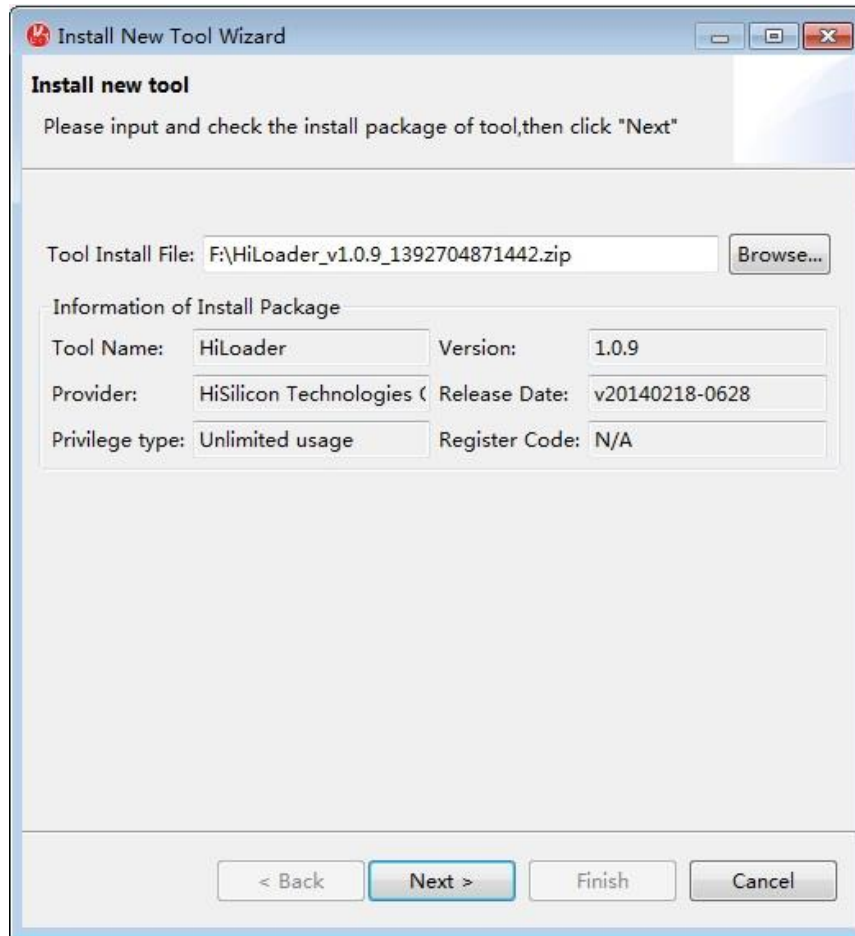 Install New Tool Wizard
Install new tool
Please input and check the install package of tool,then click "Next"
Tool Install File: F:\HiLoader_v1.0.9_1392704871442.zip Browse...
Information of Install Package
Tool Name: HiLoader Version: 1.0.9
Provider: HiSilicon Technologies Release Date: v20140218-0628
Privilege type: Unlimited usage Register Code: N/A
< Back Next > Finish Cancel